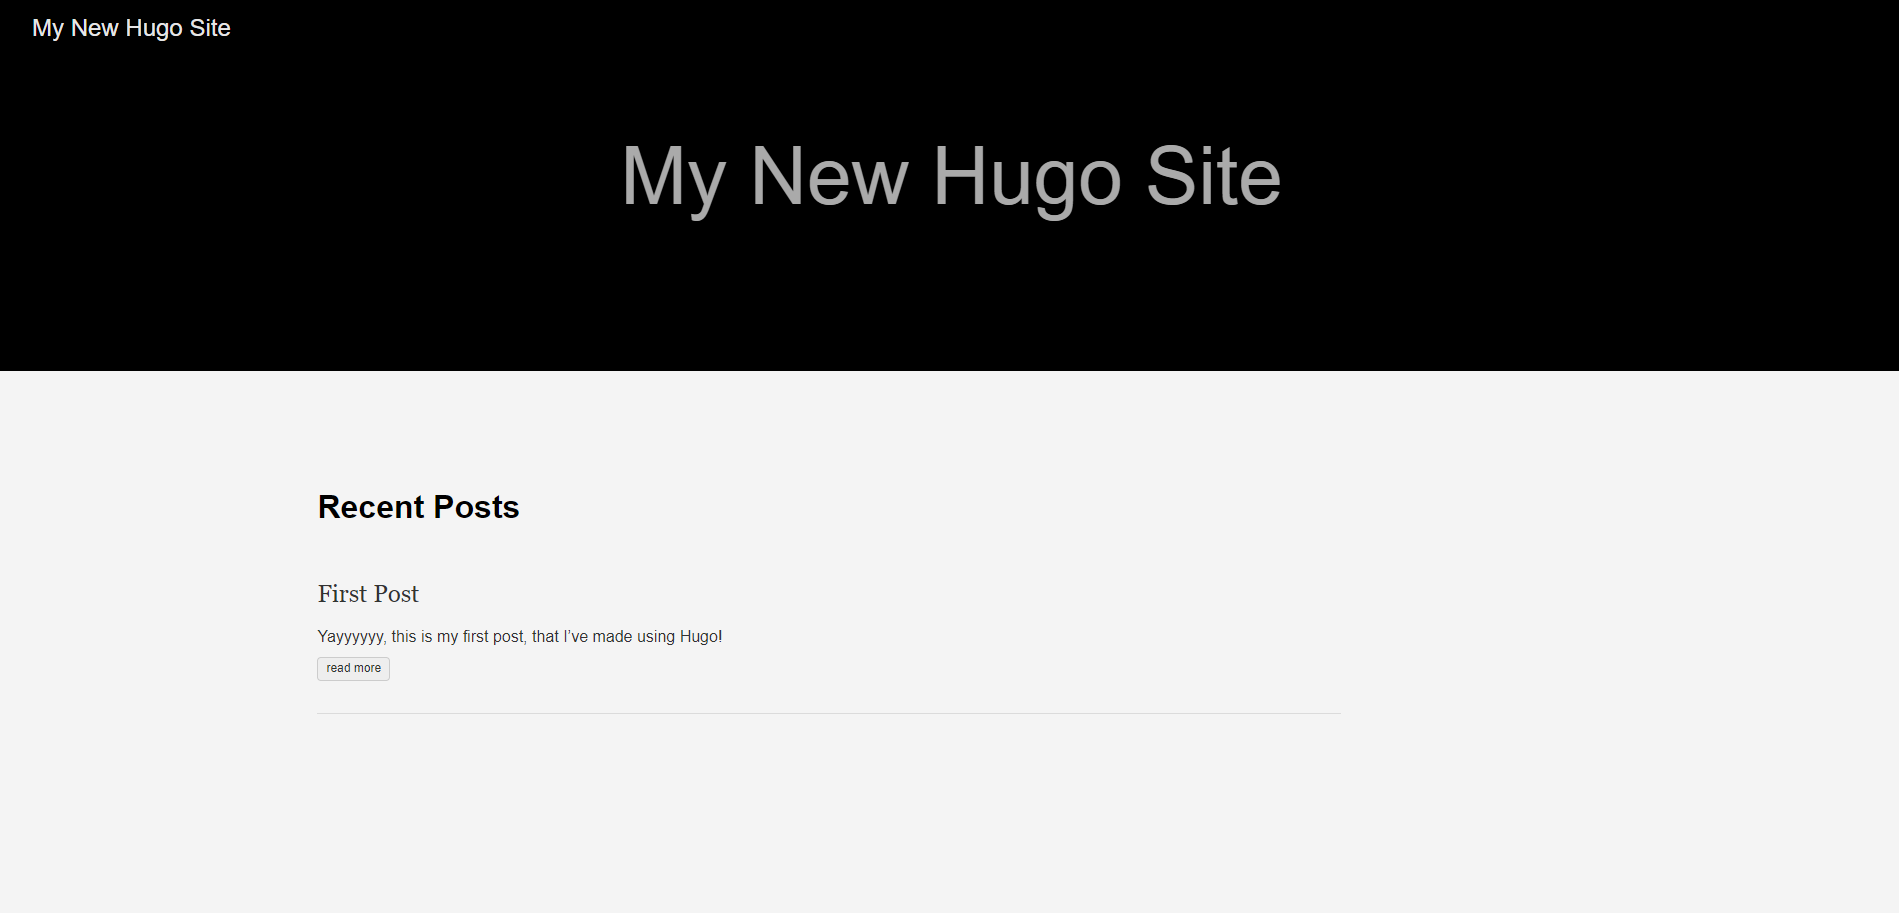 My New Hugo Site
My New Hugo Site
Recent Posts
First Post
Yayyyyyy, this is my first post, that I’ve made using Hugo!
read more